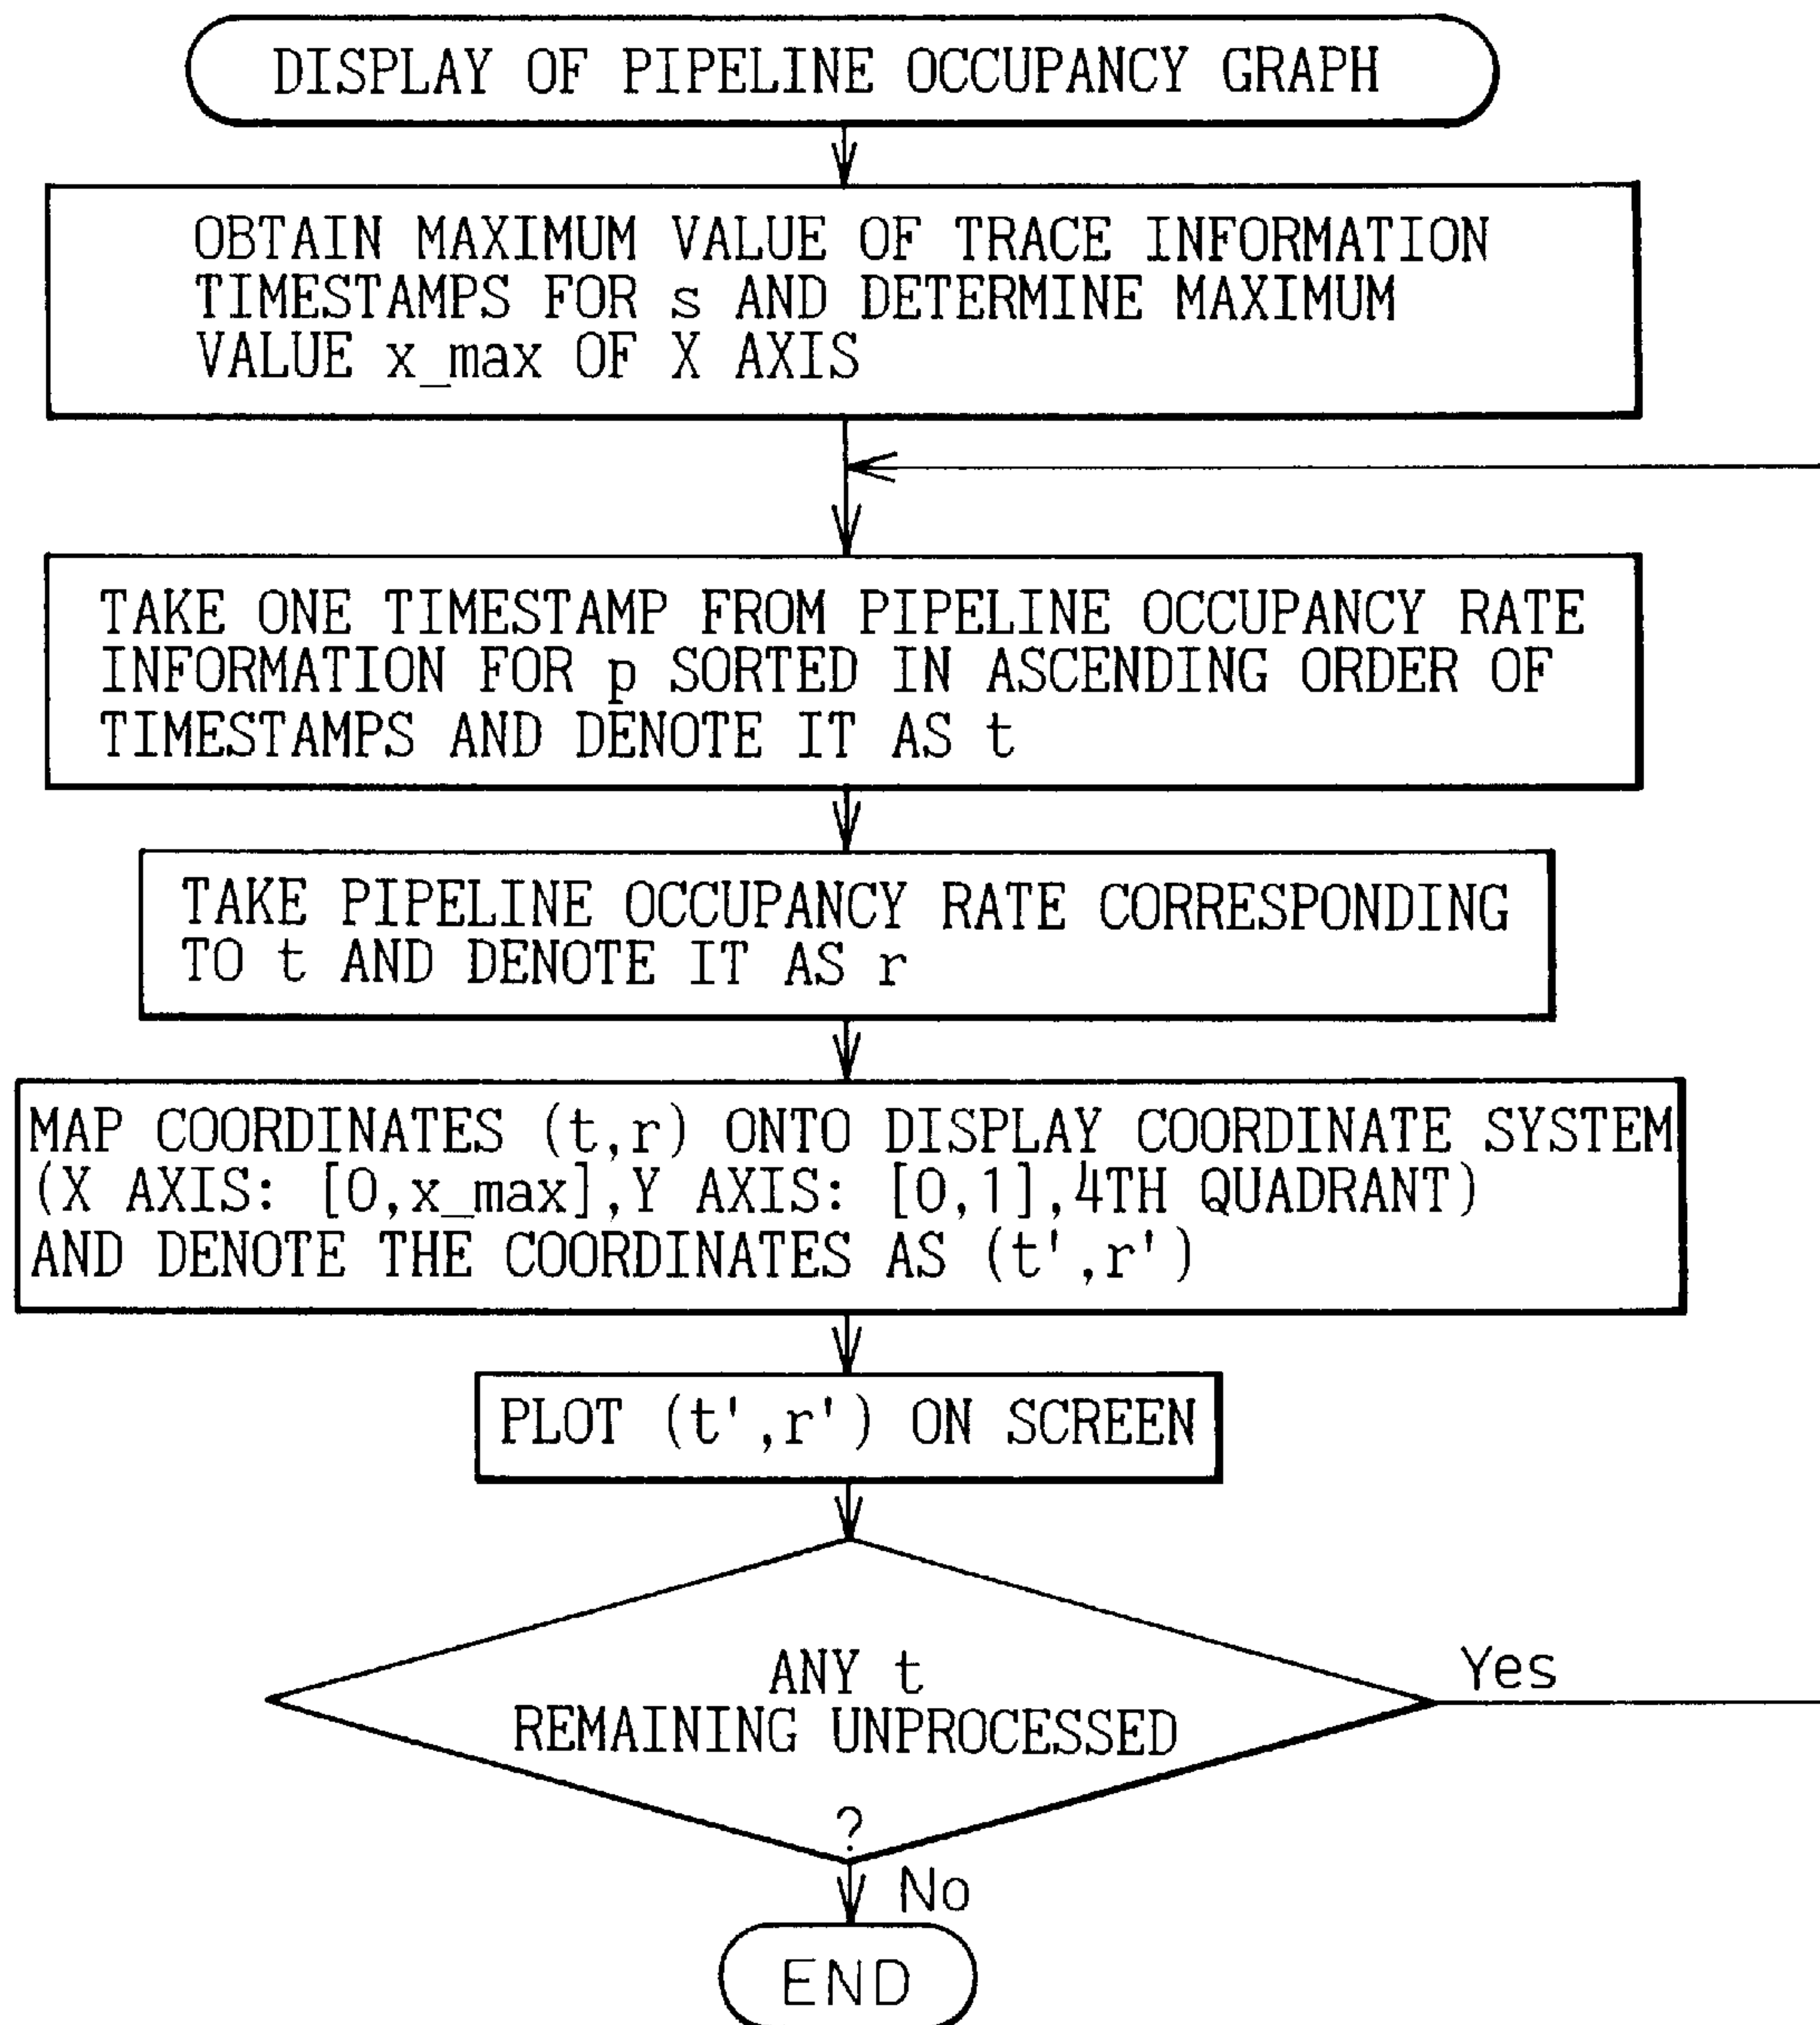 DISPLAY OF PIPELINE OCCUPANCY GRAPH
OBTAIN MAXIMUM VALUE OF TRACE INFORMATION
TIMESTAMPS FOR s AND DETERMINE MAXIMUM
VALUE x_max OF X AXIS
TAKE ONE TIMESTAMP FROM PIPELINE OCCUPANCY RATE
INFORMATION FOR p SORTED IN ASCENDING ORDER OF
TIMESTAMPS AND DENOTE IT AS t
TAKE PIPELINE OCCUPANCY RATE CORRESPONDING
TO t AND DENOTE IT AS r
MAP COORDINATES (t,r) ONTO DISPLAY COORDINATE SYSTEM
(X AXIS: [0,x_max],Y AXIS: [0,1],4TH QUADRANT)
AND DENOTE THE COORDINATES AS (t',r')
PLOT (t',r') ON SCREEN
ANY t
REMAINING UNPROCESSED
?
Yes
No
END